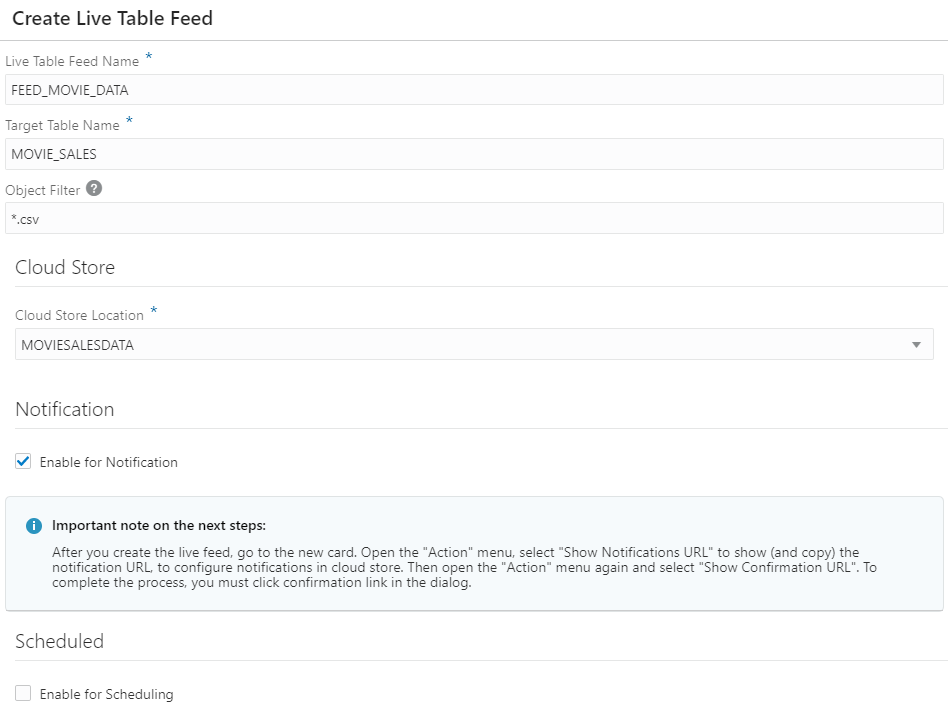 Create Live Table Feed
Live Table Feed Name *
FEED_MOVIE_DATA
Target Table Name *
MOVIE_SALES
Object Filter ?
*.csv
Cloud Store
Cloud Store Location *
MOVIESALESDATA
Notification
Enable for Notification
i Important note on the next steps:
After you create the live feed, go to the new card. Open the "Action" menu, select "Show Notifications URL" to show (and copy) the
notification URL, to configure notifications in cloud store. Then open the "Action" menu again and select "Show Confirmation URL". To
complete the process, you must click confirmation link in the dialog.
Scheduled
Enable for Scheduling